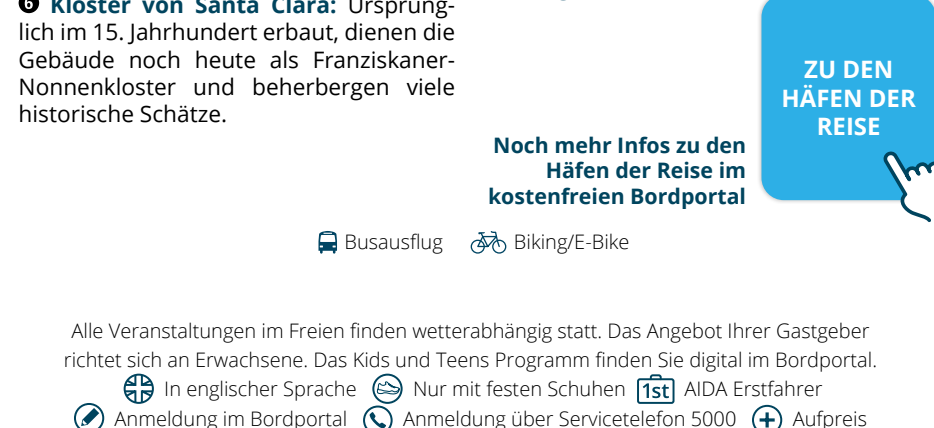 6 Kloster von Santa Clara: Ursprüng-
lich im 15. Jahrhundert erbaut, dienen die
Gebäude noch heute als Franziskaner-
Nonnenkloster und beherbergen viele
historische Schätze.
Noch mehr Infos zu den
Häfen der Reise im
kostenfreien Bordportal
ZU DEN
HÄFEN DER
REISE
Busausflug Biking/E-Bike
Alle Veranstaltungen im Freien finden wetterabhängig statt. Das Angebot Ihrer Gastgeber
richtet sich an Erwachsene. Das Kids und Teens Programm finden Sie digital im Bordportal.
In englischer Sprache Nur mit festen Schuhen 1st AIDA Erstfahrer
Anmeldung im Bordportal Anmeldung über Servicetelefon 5000 + Aufpreis